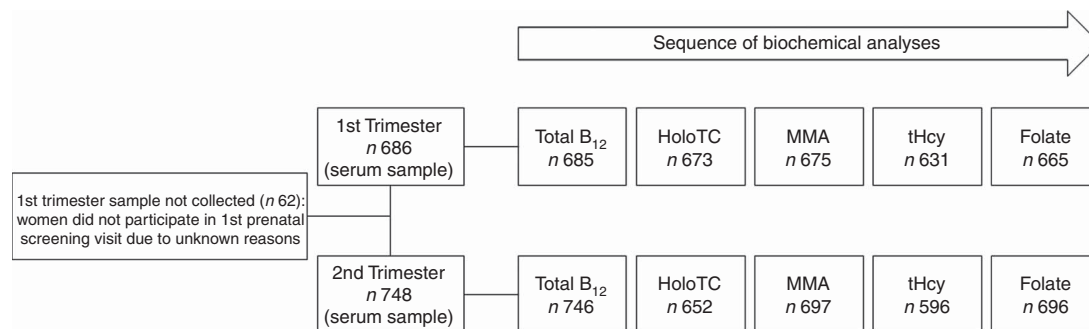 Sequence of biochemical analyses
1st Trimester
n 686
(serum sample)
Total B₁₂
n 685
HoloTC
n 673
MMA
n 675
tHcy
n 631
Folate
n 665
1st trimester sample not collected (n 62):
women did not participate in 1st prenatal
screening visit due to unknown reasons
2nd Trimester
n 748
(serum sample)
Total B₁₂
n 746
HoloTC
n 652
MMA
n 697
tHcy
n 596
Folate
n 696